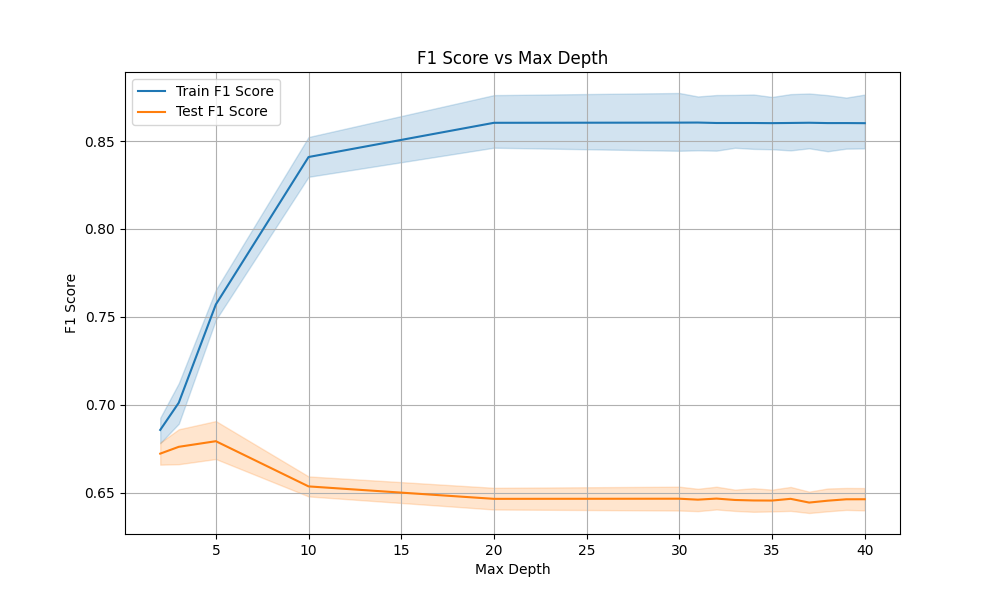 F1 Score vs Max Depth
Train F1 Score
Test F1 Score
0.85
0.80
0.75
0.70
0.65
F1 Score
5 10 15 20 25 30 35 40
Max Depth